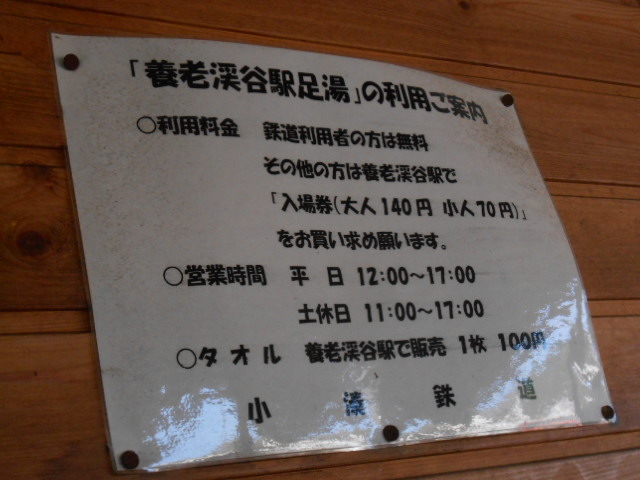 「養老渓谷駅足湯」の利用ご案内
○利用料金 鉄道利用者の方は無料
その他の方は養老渓谷駅で
「入場券(大人140円 小人70円)」
をお買い求め願います。
○営業時間 平 日 12:00～17:00
土休日 11:00～17:00
○タオル 養老渓谷駅で販売 1枚 100円
小 湊 鉄 道